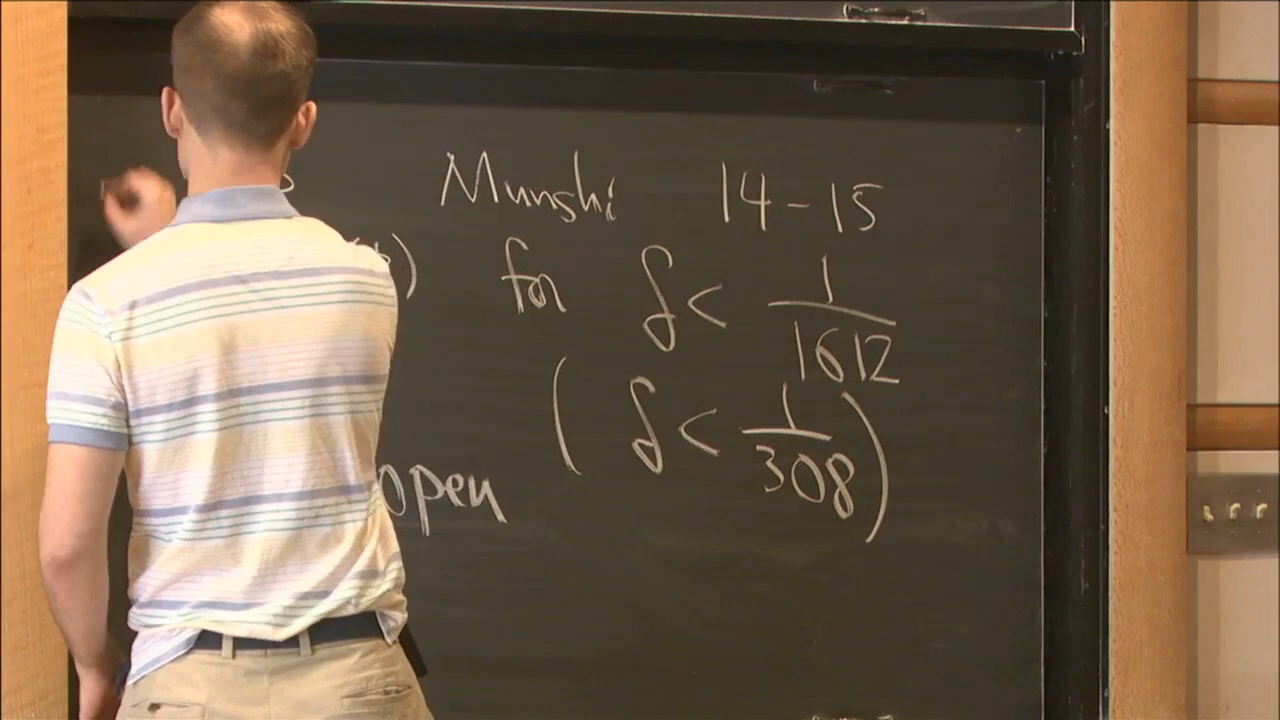 Munshi 14-15
) for δ < 1/1612
( δ < 1/308 )
open